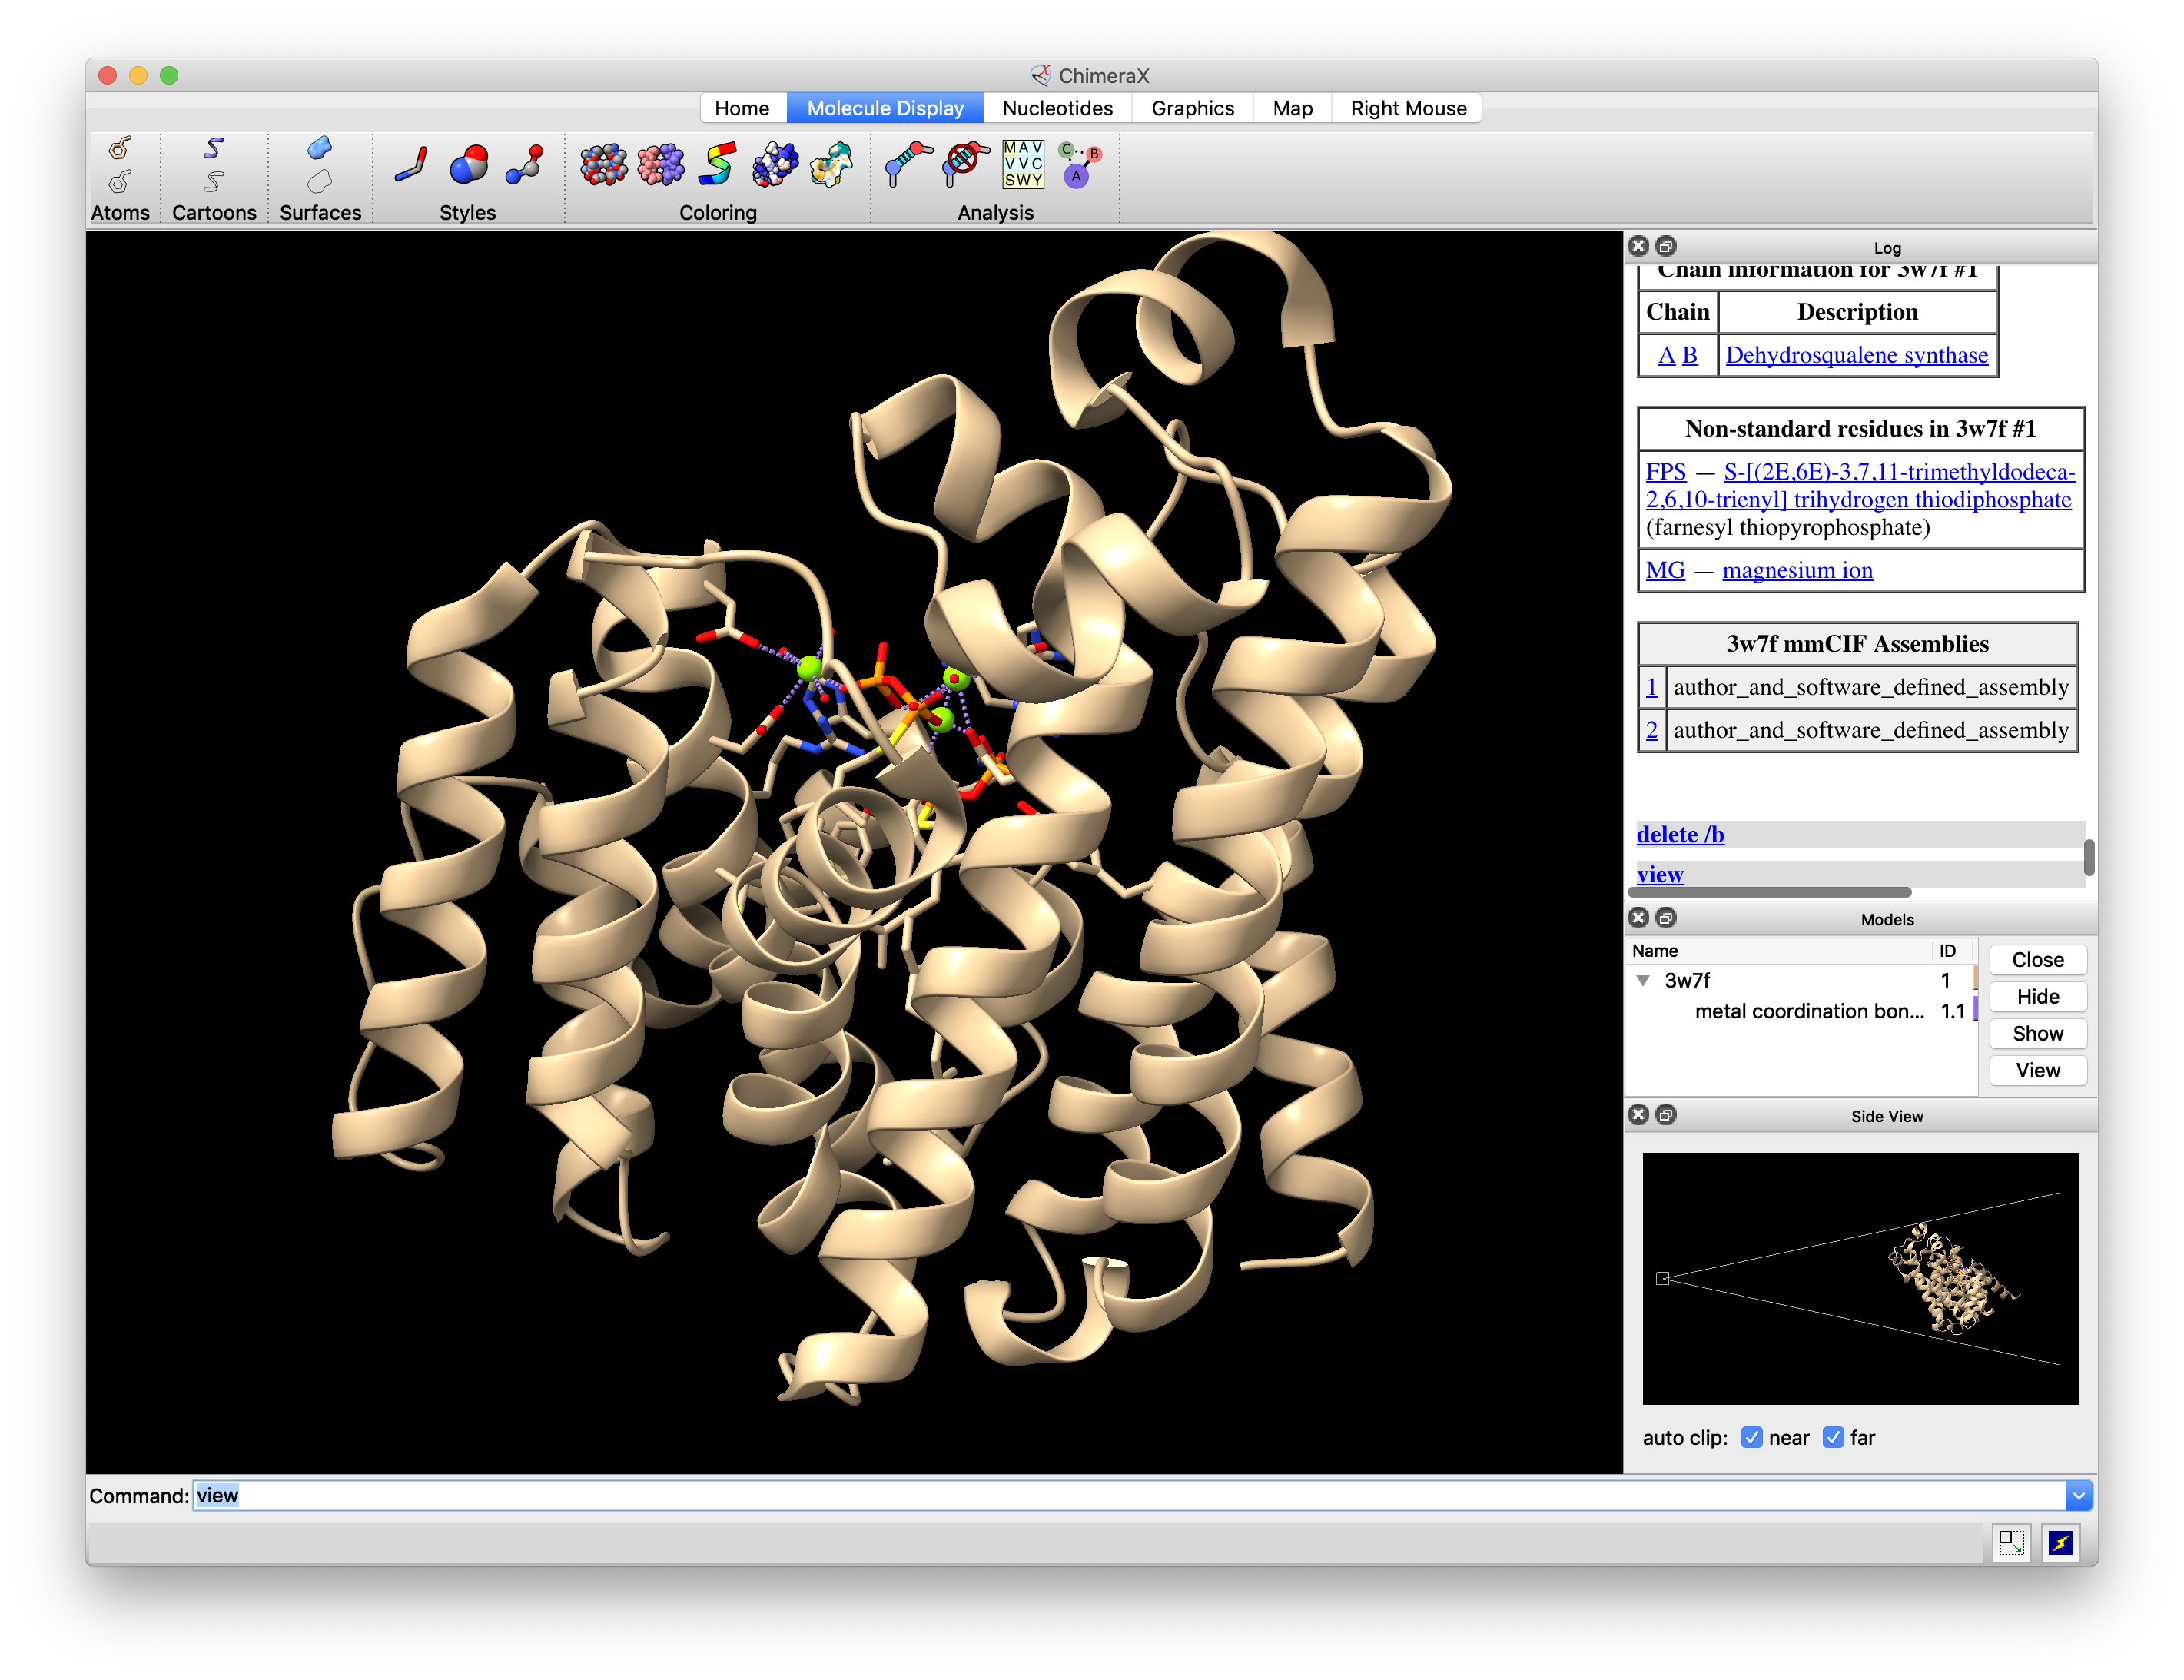 ChimeraX
Home Molecule Display Nucleotides Graphics Map Right Mouse
M A V
V V C
S W Y
C B
A
Atoms Cartoons Surfaces Styles Coloring Analysis
Log
Chain information for 3w7f #1
Chain Description
A B Dehydrosqualene synthase
Non-standard residues in 3w7f #1
FPS — S-[(2E,6E)-3,7,11-trimethyldodeca-
2,6,10-trienyl] trihydrogen thiodiphosphate
(farnesyl thiopyrophosphate)
MG — magnesium ion
3w7f mmCIF Assemblies
1 author_and_software_defined_assembly
2 author_and_software_defined_assembly
delete /b
view
Models
Name ID
3w7f 1
metal coordination bon... 1.1
Close
Hide
Show
View
Side View
auto clip: near far
Command: view